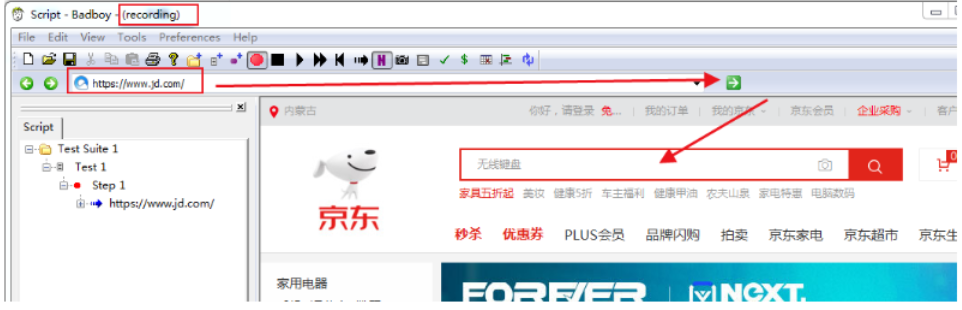 Script - Badboy - (recording)
File Edit View Tools Preferences Help
N $
https://www.jd.com/
Script
Test Suite 1
Test 1
Step 1
https://www.jd.com/
内蒙古 你好，请登录 免... 我的订单 我的京东 京东会员 企业采购 客户
无线键盘 0
家具五折起 美妆 健康5折 车主福利 健康甲油 农夫山泉 家电特惠 电脑数码
京东
秒杀 优惠券 PLUS会员 品牌闪购 拍卖 京东家电 京东超市 京东生
家用电器
FOREVER NEXT.